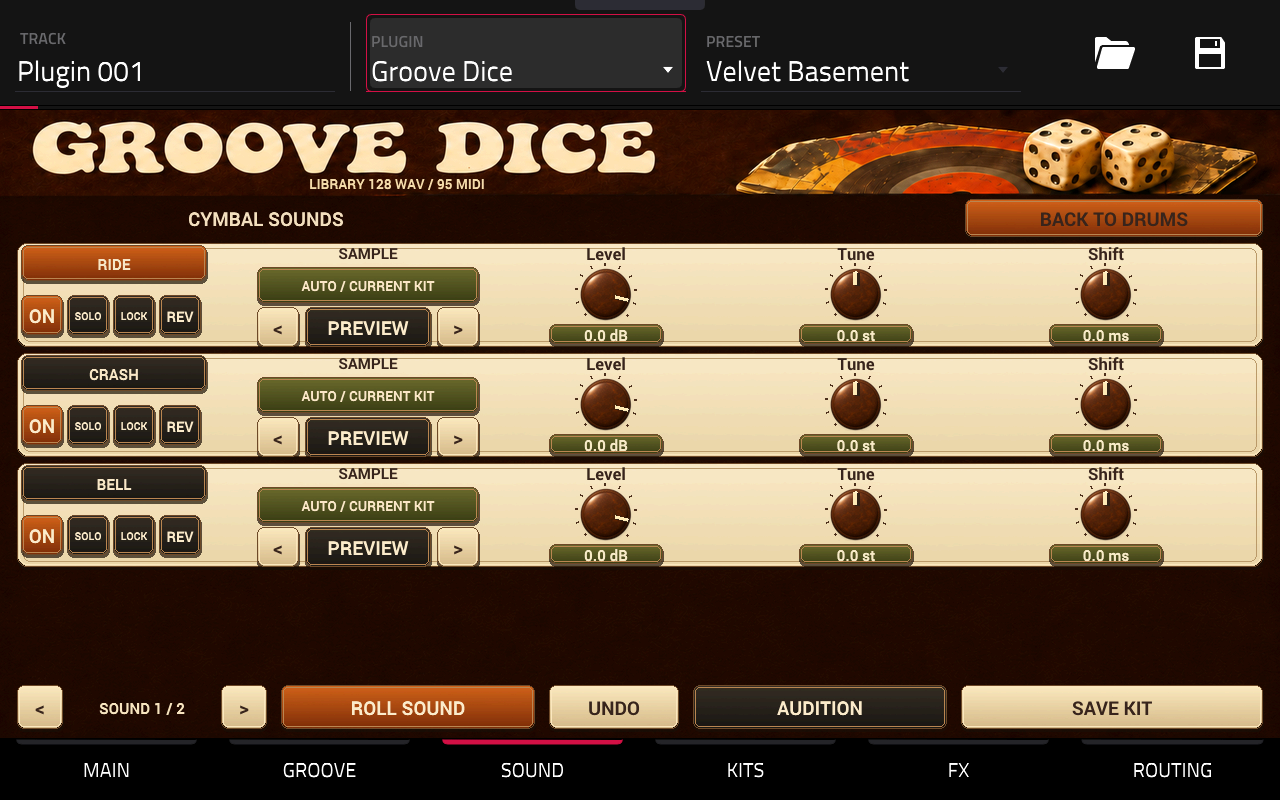 TRACK
Plugin 001
PLUGIN
Groove Dice
PRESET
Velvet Basement
GROOVE DICE
LIBRARY 128 WAV / 95 MIDI
CYMBAL SOUNDS
BACK TO DRUMS
RIDE
ON SOLO LOCK REV
SAMPLE
AUTO / CURRENT KIT
< PREVIEW >
Level
0.0 dB
Tune
0.0 st
Shift
0.0 ms
CRASH
ON SOLO LOCK REV
SAMPLE
AUTO / CURRENT KIT
< PREVIEW >
Level
0.0 dB
Tune
0.0 st
Shift
0.0 ms
BELL
ON SOLO LOCK REV
SAMPLE
AUTO / CURRENT KIT
< PREVIEW >
Level
0.0 dB
Tune
0.0 st
Shift
0.0 ms
< SOUND 1 / 2 > ROLL SOUND UNDO AUDITION SAVE KIT
MAIN GROOVE SOUND KITS FX ROUTING